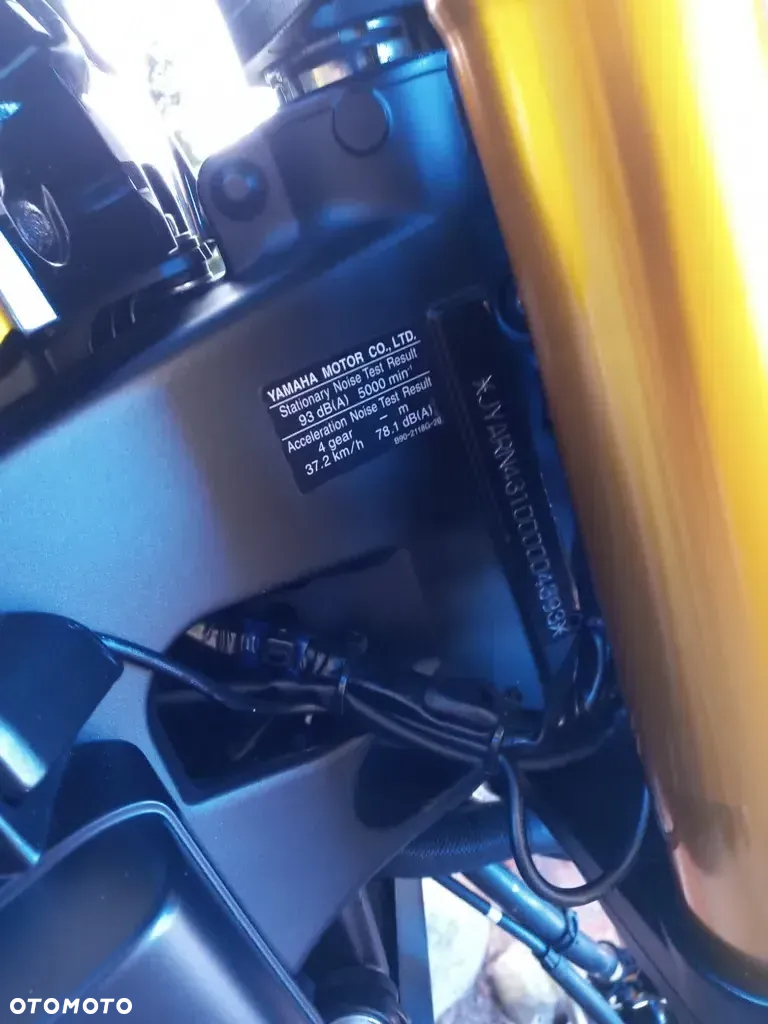 YAMAHA MOTOR CO., LTD.
Stationary Noise Test Result
93 dB(A) 5000 min⁻¹
Acceleration Noise Test Result
4 gear – m
37.2 km/h 78.1 dB(A)
OTOMOTO